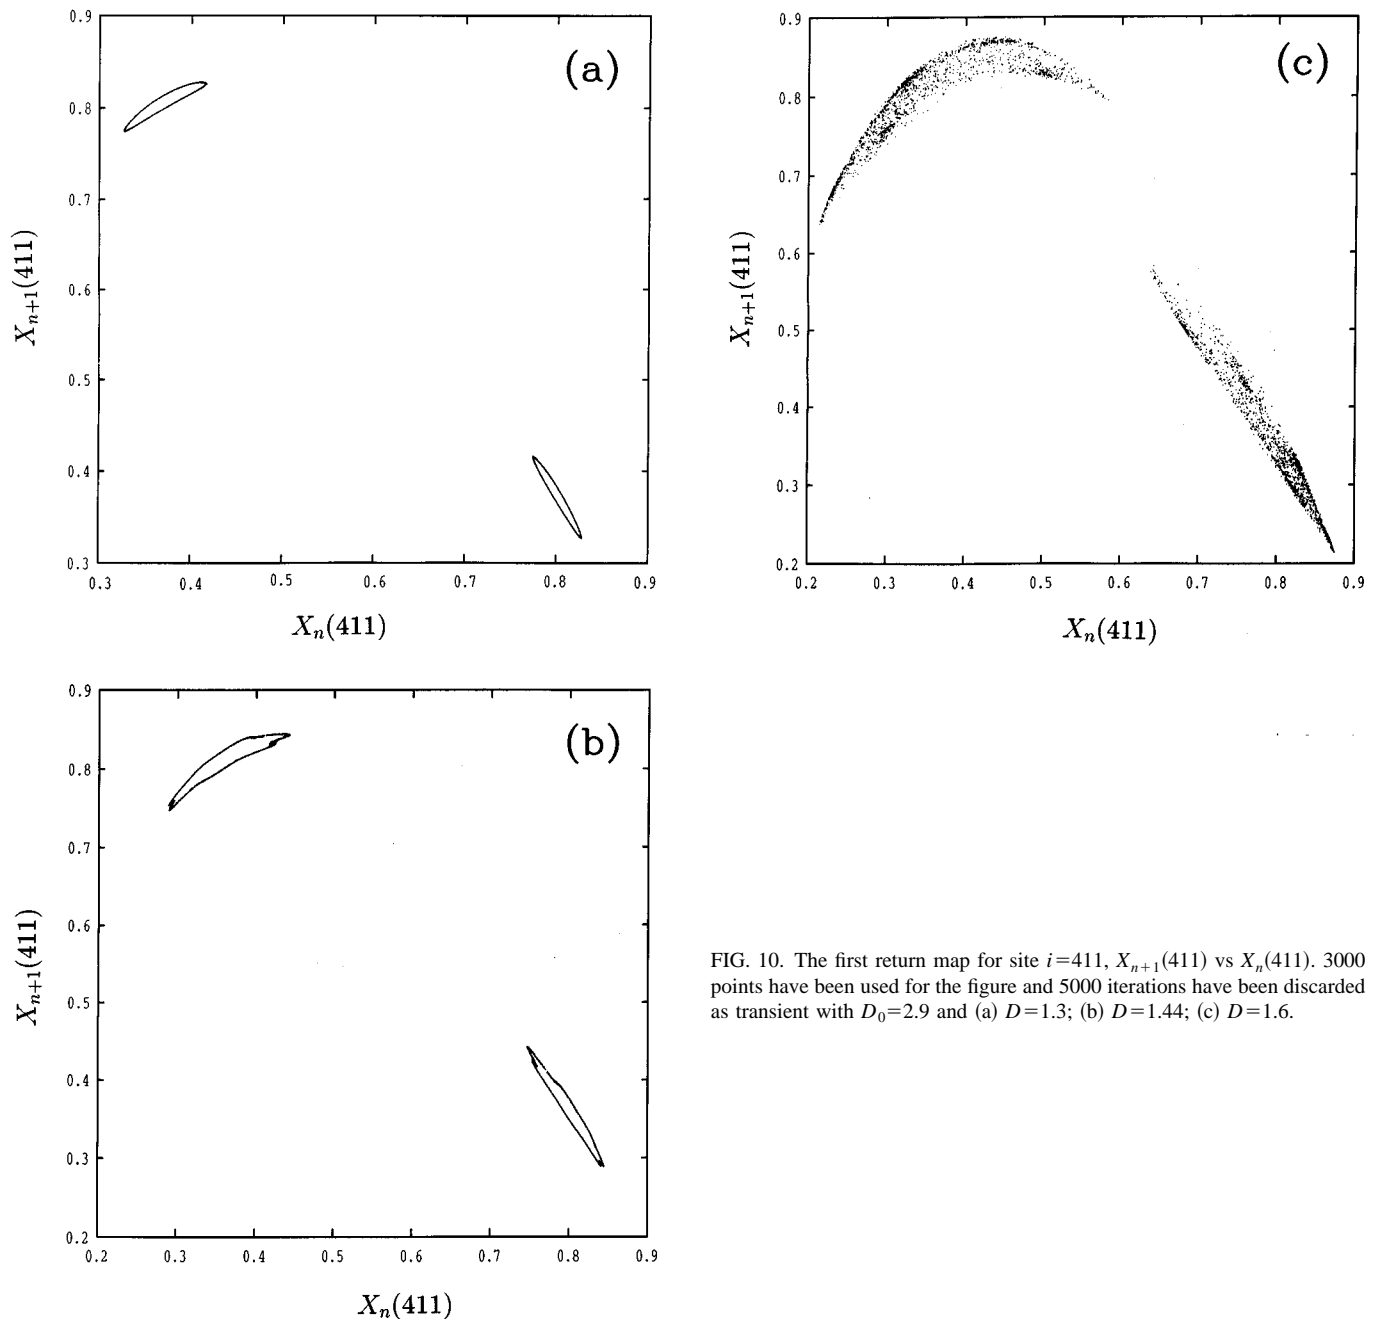 (a)
0.9
0.8
0.7
0.6
0.5
0.4
0.3
X_{n+1}(411)
0.3 0.4 0.5 0.6 0.7 0.8 0.9
X_n(411)
(c)
0.9
0.8
0.7
0.6
0.5
0.4
0.3
0.2
X_{n+1}(411)
0.2 0.3 0.4 0.5 0.6 0.7 0.8 0.9
X_n(411)
(b)
0.9
0.8
0.7
0.6
0.5
0.4
0.3
0.2
X_{n+1}(411)
0.2 0.3 0.4 0.5 0.6 0.7 0.8 0.9
X_n(411)
FIG. 10. The first return map for site i=411, X_{n+1}(411) vs X_n(411). 3000
points have been used for the figure and 5000 iterations have been discarded
as transient with D_0=2.9 and (a) D=1.3; (b) D=1.44; (c) D=1.6.